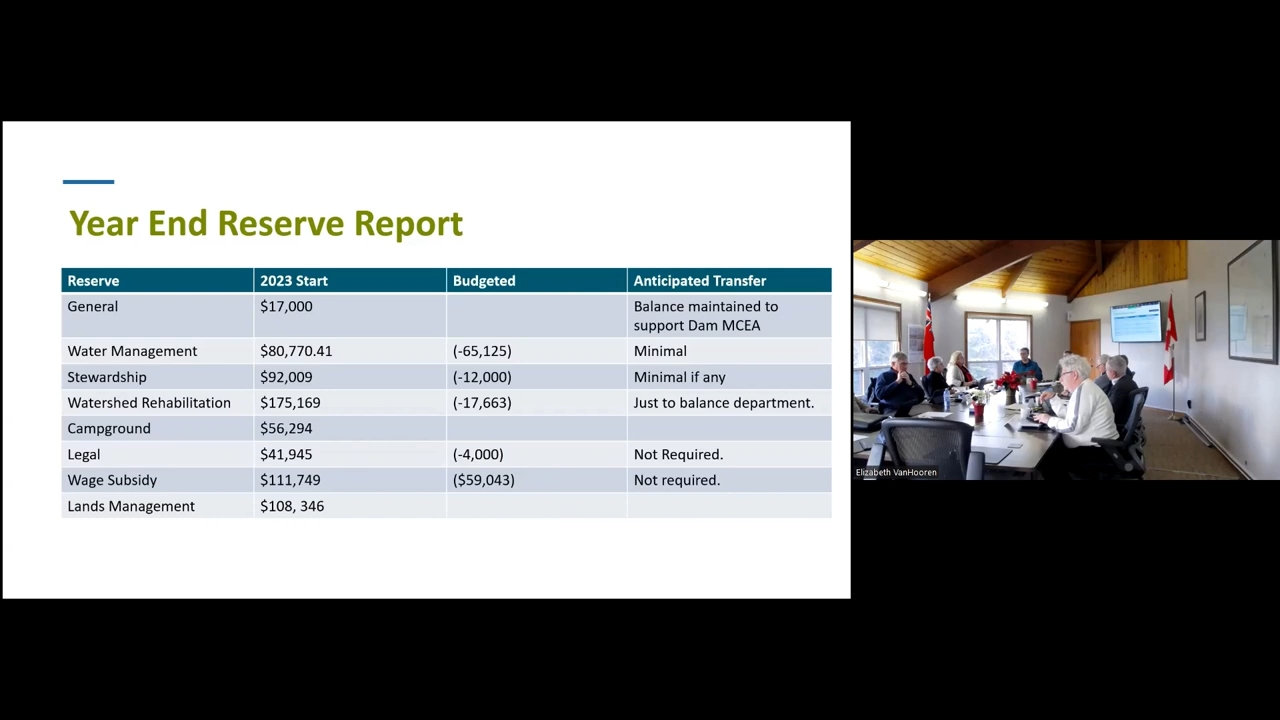 Year End Reserve Report
Reserve 2023 Start Budgeted Anticipated Transfer
General $17,000 Balance maintained to
support Dam MCEA
Water Management $80,770.41 (-65,125) Minimal
Stewardship $92,009 (-12,000) Minimal if any
Watershed Rehabilitation $175,169 (-17,663) Just to balance department.
Campground $56,294
Legal $41,945 (-4,000) Not Required.
Wage Subsidy $111,749 ($59,043) Not required.
Lands Management $108, 346
Elizabeth VanHooren